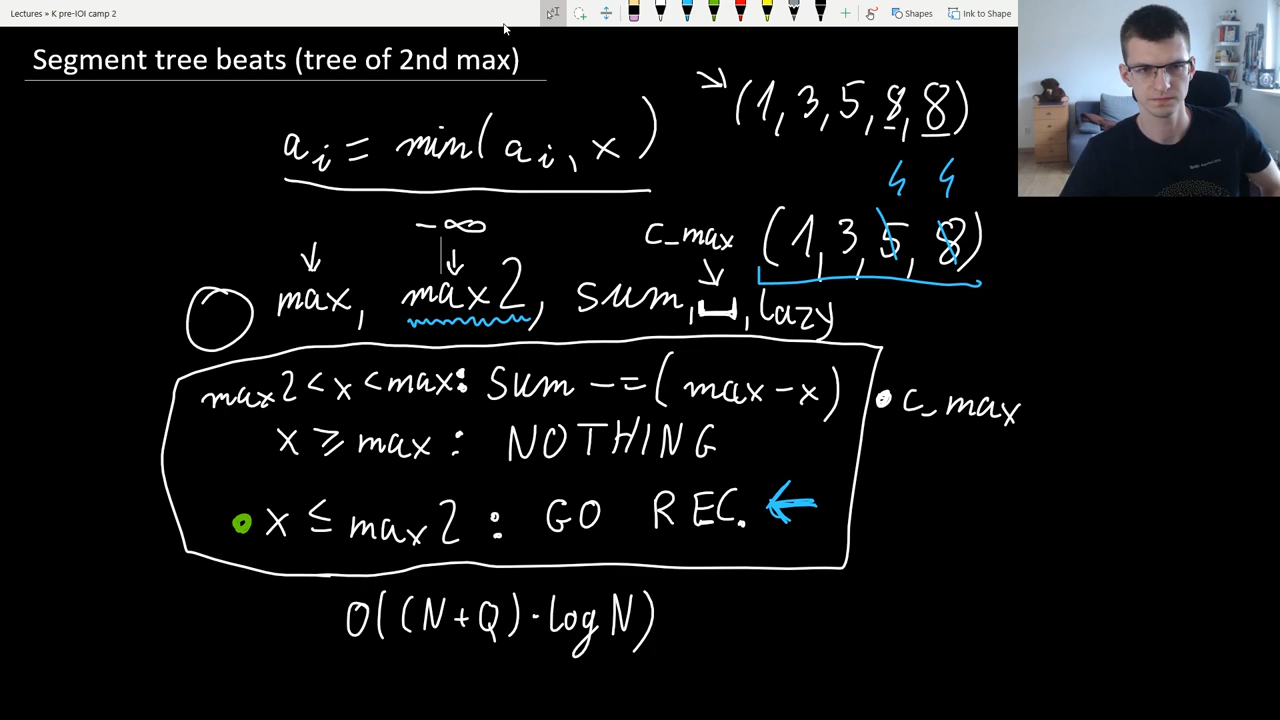 Lectures » K pre-IOI camp 2
Shapes
Ink to Shape
Segment tree beats (tree of 2nd max)
(1, 3, 5, 8, 8)
a_i = min(a_i, x)
4 4
-∞
c_max (1, 3, 5, 8)
max, max2, sum, ⎵, lazy
max2 < x < max: sum -= (max - x) • c_max
x ≥ max : NOTHING
x ≤ max2 : GO REC.
O((N+Q)·log N)